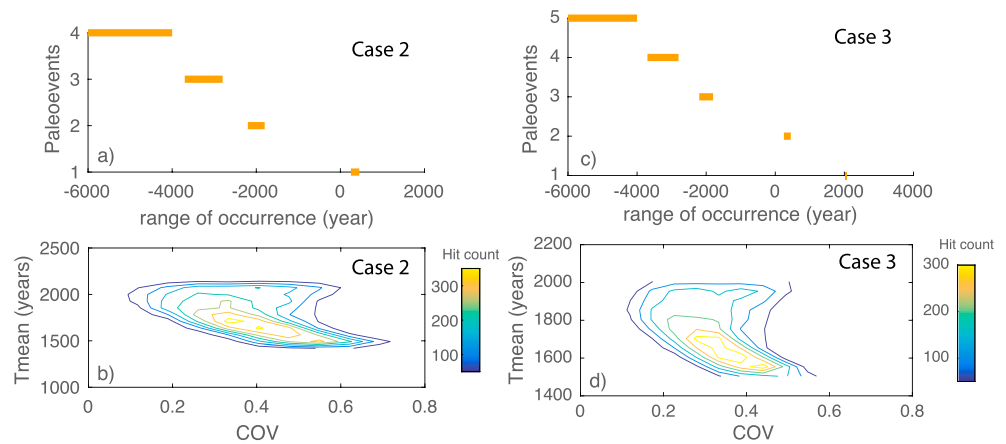 4
3
2
1
Paleoevents
Case 2
a)
-6000 -4000 -2000 0 2000
range of occurrence (year)
5
4
3
2
1
Paleoevents
Case 3
c)
-6000 -4000 -2000 0 2000 4000
range of occurrence (year)
2500
2000
1500
1000
Tmean (years)
Case 2
b)
0 0.2 0.4 0.6 0.8
COV
Hit count
300
200
100
2200
2000
1800
1600
1400
Tmean (years)
Case 3
d)
0 0.2 0.4 0.6 0.8
COV
Hit count
300
200
100